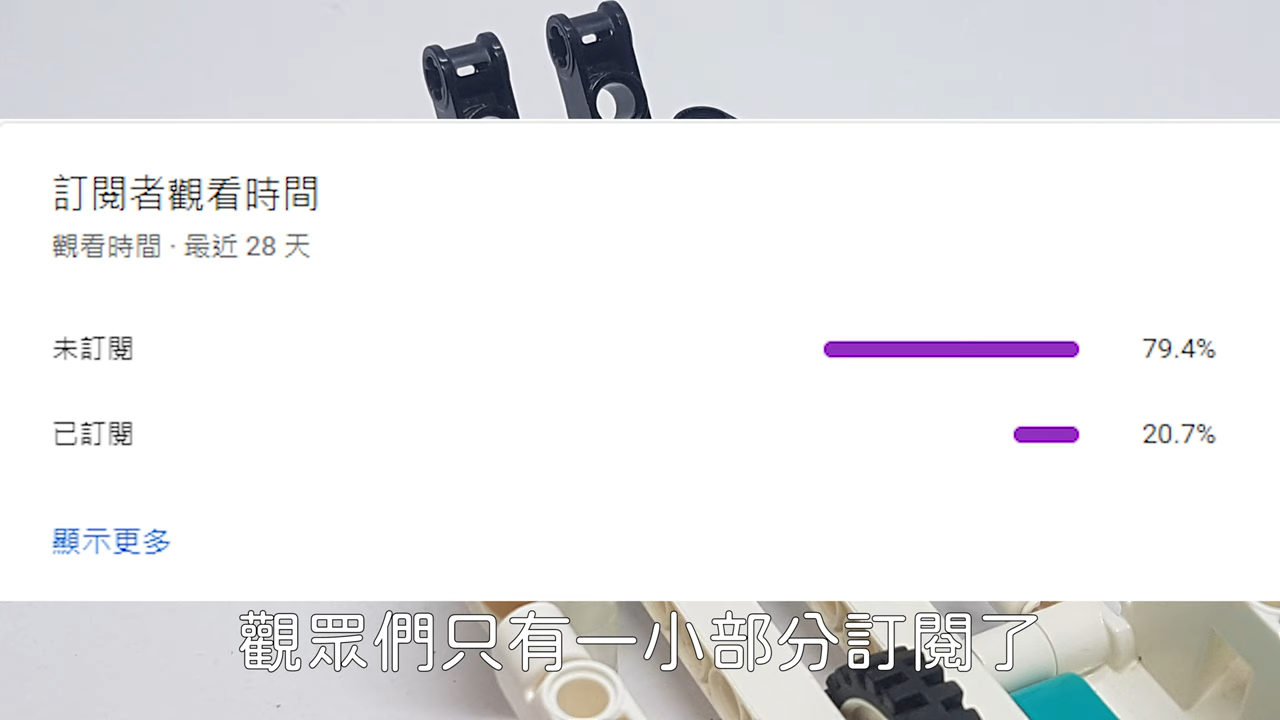 訂閱者觀看時間
觀看時間 · 最近 28 天
未訂閱 79.4%
已訂閱 20.7%
顯示更多
觀眾們只有一小部分訂閱了